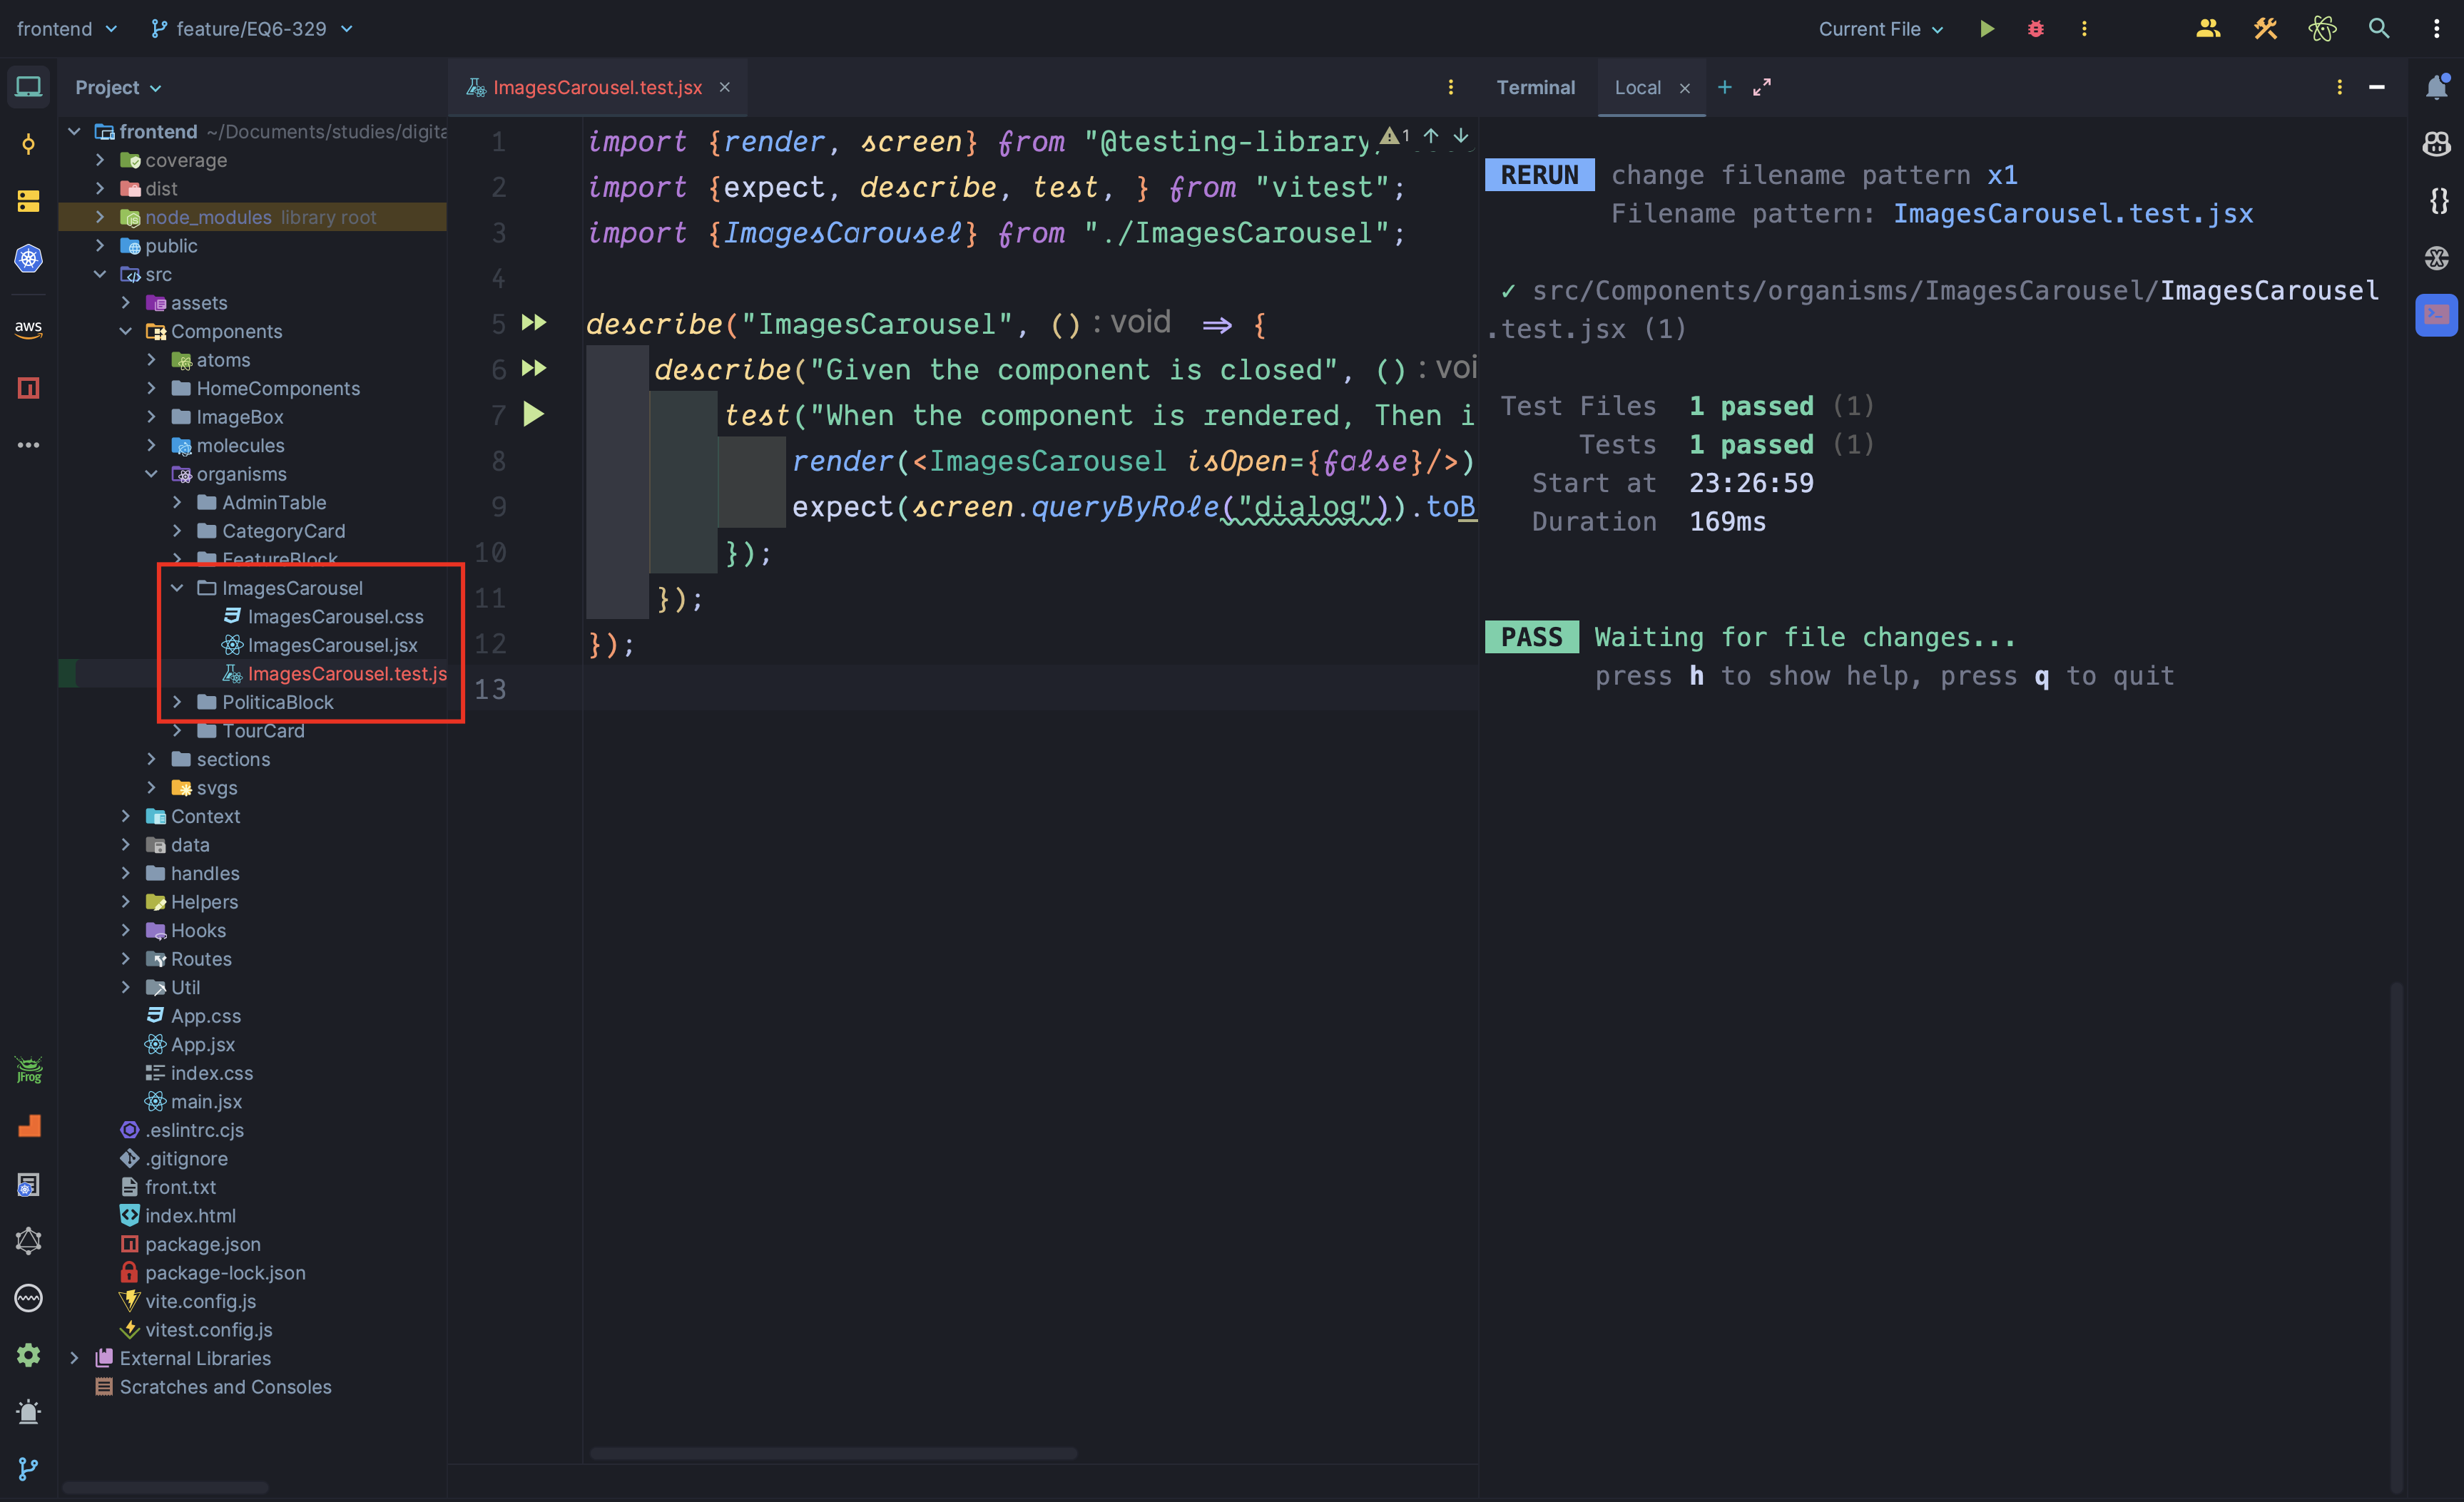 frontend
feature/EQ6-329
Current File
Project
frontend ~/Documents/studies/digita
coverage
dist
node_modules library root
public
src
assets
Components
atoms
HomeComponents
ImageBox
molecules
organisms
AdminTable
CategoryCard
FeatureBlock
ImagesCarousel
ImagesCarousel.css
ImagesCarousel.jsx
ImagesCarousel.test.js
PoliticaBlock
TourCard
sections
svgs
Context
data
handles
Helpers
Hooks
Routes
Util
App.css
App.jsx
index.css
main.jsx
.eslintrc.cjs
.gitignore
front.txt
index.html
package.json
package-lock.json
vite.config.js
vitest.config.js
External Libraries
Scratches and Consoles
aws
JFrog
ImagesCarousel.test.jsx
1 import {render, screen} from "@testing-library
1
2 import {expect, describe, test, } from "vitest";
3 import {ImagesCarousel} from "./ImagesCarousel";
4
5 describe("ImagesCarousel", () : void => {
6 describe("Given the component is closed", () : voi
7 test("When the component is rendered, Then i
8 render(<ImagesCarousel isOpen={false}/>)
9 expect(screen.queryByRole("dialog")).toB
10 });
11 });
12 });
13
Terminal
Local
RERUN change filename pattern x1
Filename pattern: ImagesCarousel.test.jsx
✓ src/Components/organisms/ImagesCarousel/ImagesCarousel
.test.jsx (1)
Test Files 1 passed (1)
Tests 1 passed (1)
Start at 23:26:59
Duration 169ms
PASS Waiting for file changes...
press h to show help, press q to quit